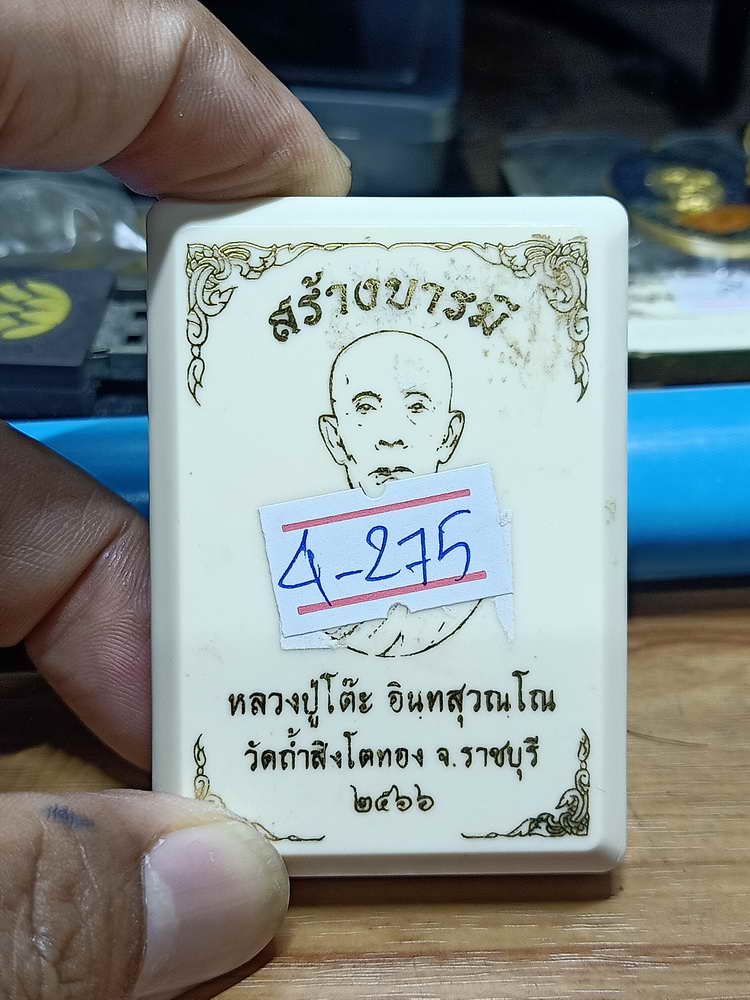 สร้างบารมี
4-275
หลวงปู่โต๊ะ อินทสุวณโณ
วัดถ้ำสิงโตทอง จ.ราชบุรี
๒๕๖๖